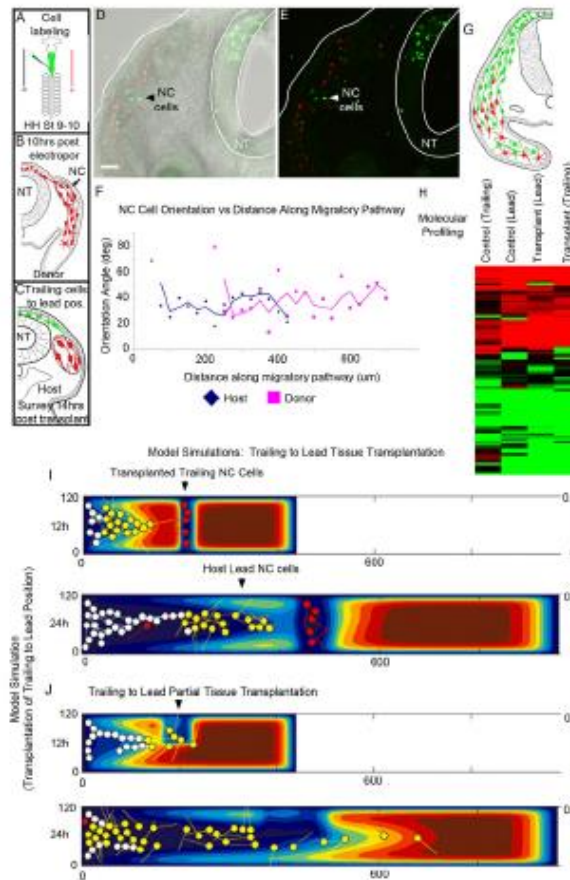 A
Cell
labeling
HH St 9-10
B
10hrs post
electropor
NC
NT
Donor
C
Trailing cells
to lead pos.
NT
Host
Survey 14hrs
post transplant
D
NC
cells
NT
E
NC
cells
NT
F
NC Cell Orientation vs Distance Along Migratory Pathway
Orientation Angle (deg)
80
60
40
20
0
0
200
400
600
Distance along migratory pathway (um)
Host
Donor
G
H
Molecular
Profiling
Control (Trailing)
Control (Lead)
Transplant (Lead)
Transplant (Trailing)
Model Simulations: Trailing to Lead Tissue Transplantation
Model Simulation
(Transplantation of Trailing to Lead Position)
I
Transplanted Trailing NC Cells
120
12h
0
0
600
Host Lead NC cells
120
24h
0
0
600
J
Trailing to Lead Partial Tissue Transplantation
120
12h
0
0
600
120
24h
0
0
600